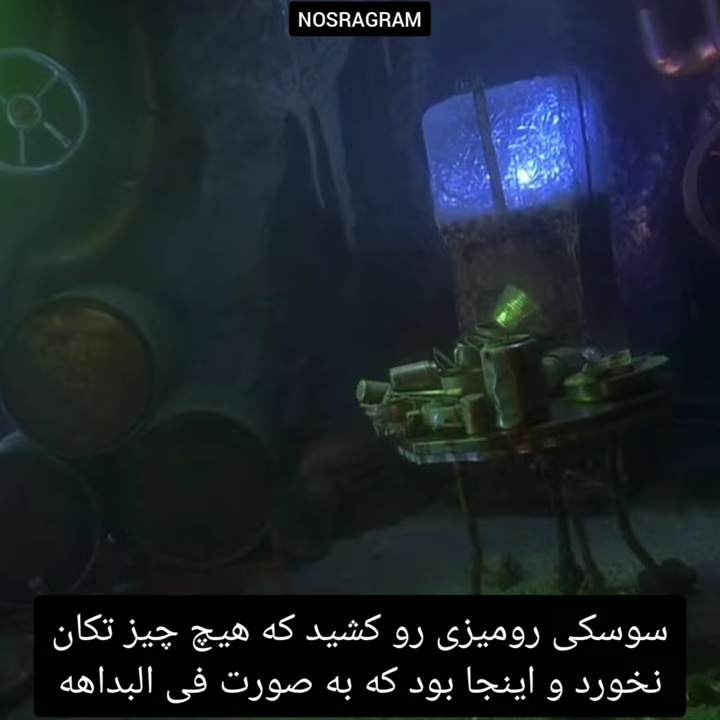 NOSRAGRAM
سوسکی رومیزی رو کشید که هیچ چیز تکان
نخورد و اینجا بود که به صورت فی البداهه